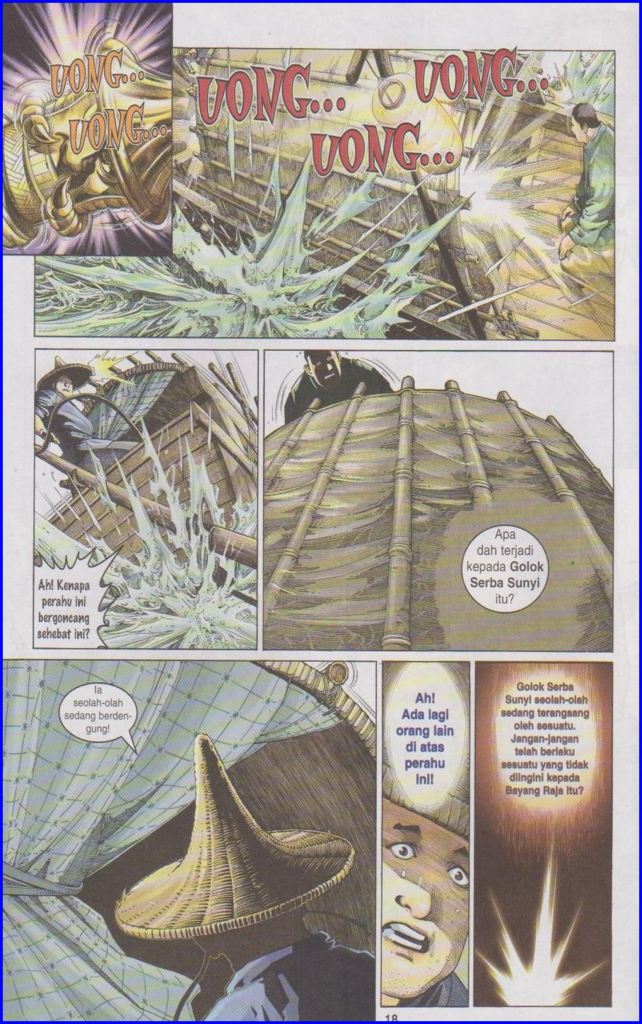 UONG...
UONG...
UONG...
UONG...
UONG...
Ah! Kenapa
perahu ini
bergoncang
sehebat ini?
Apa
dah terjadi
kepada Golok
Serba Sunyi
itu?
Ia
seolah-olah
sedang berden-
gung!
Ah!
Ada lagi
orang lain
di atas
perahu
ini!
Golok Serba
Sunyi seolah-olah
sedang terangsang
oleh sesuatu.
Jangan-jangan
telah berlaku
sesuatu yang tidak
diingini kepada
Bayang Raja itu?
18